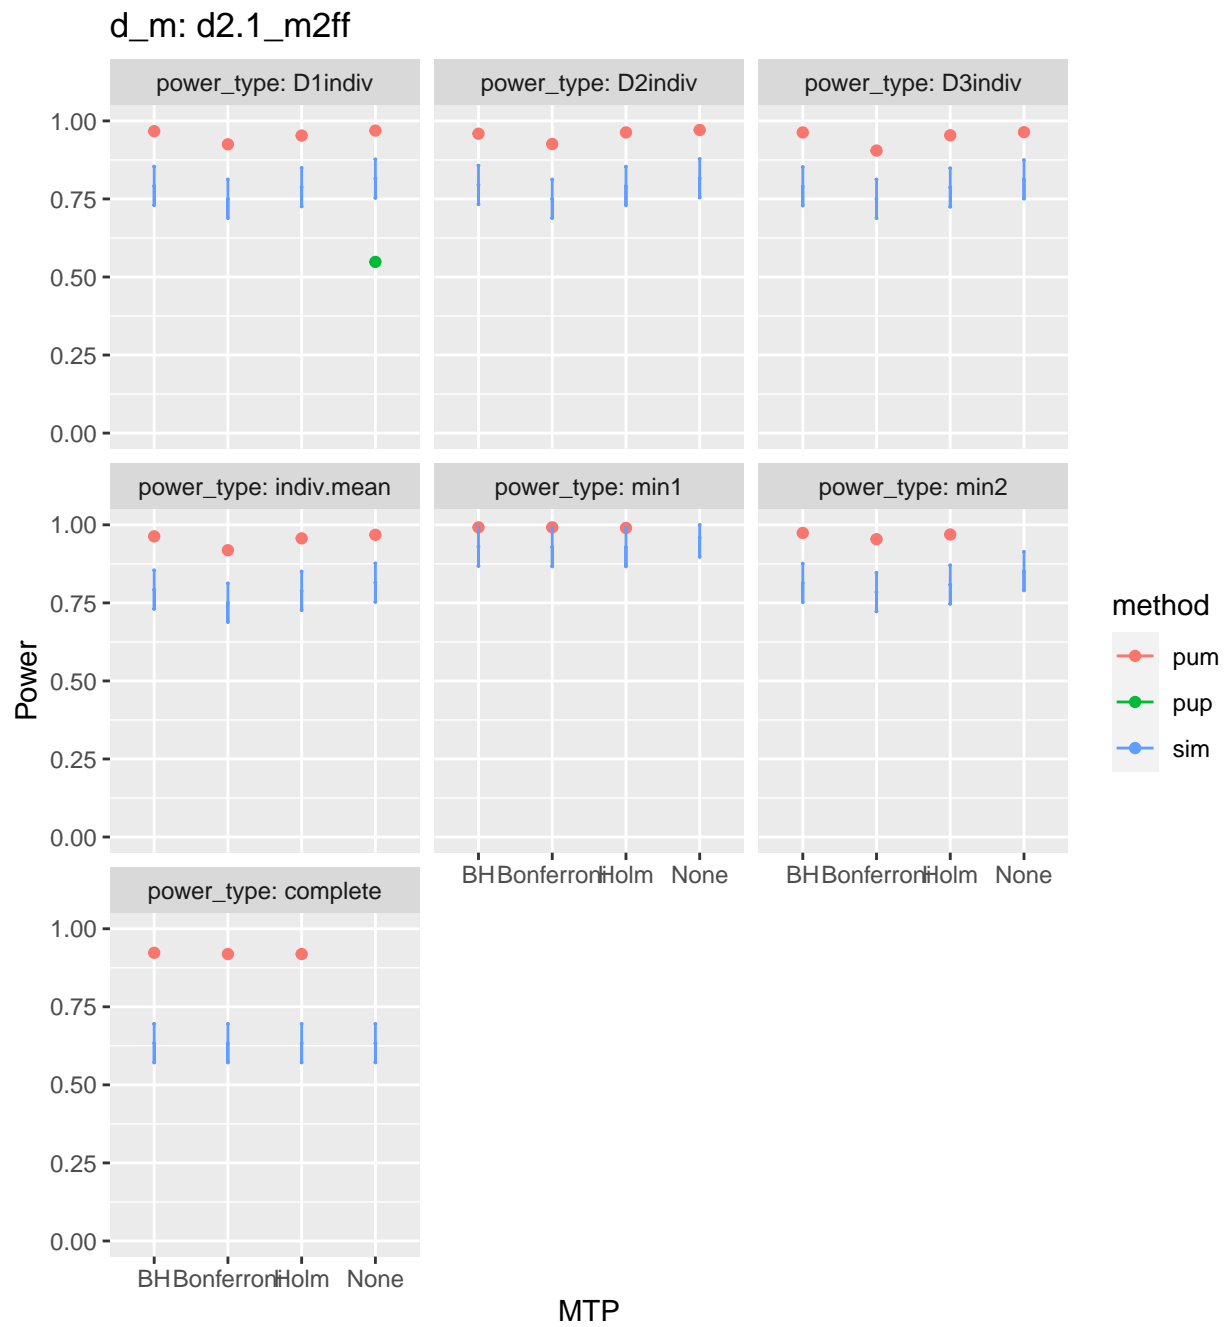 d_m: d2.1_m2ff
power_type: D1indiv
power_type: D2indiv
power_type: D3indiv
1.00
0.75
0.50
0.25
0.00
power_type: indiv.mean
power_type: min1
power_type: min2
1.00
0.75
0.50
0.25
0.00
BH Bonferroni Holm None
BH Bonferroni Holm None
power_type: complete
1.00
0.75
0.50
0.25
0.00
BH Bonferroni Holm None
Power
MTP
method
pum
pup
sim